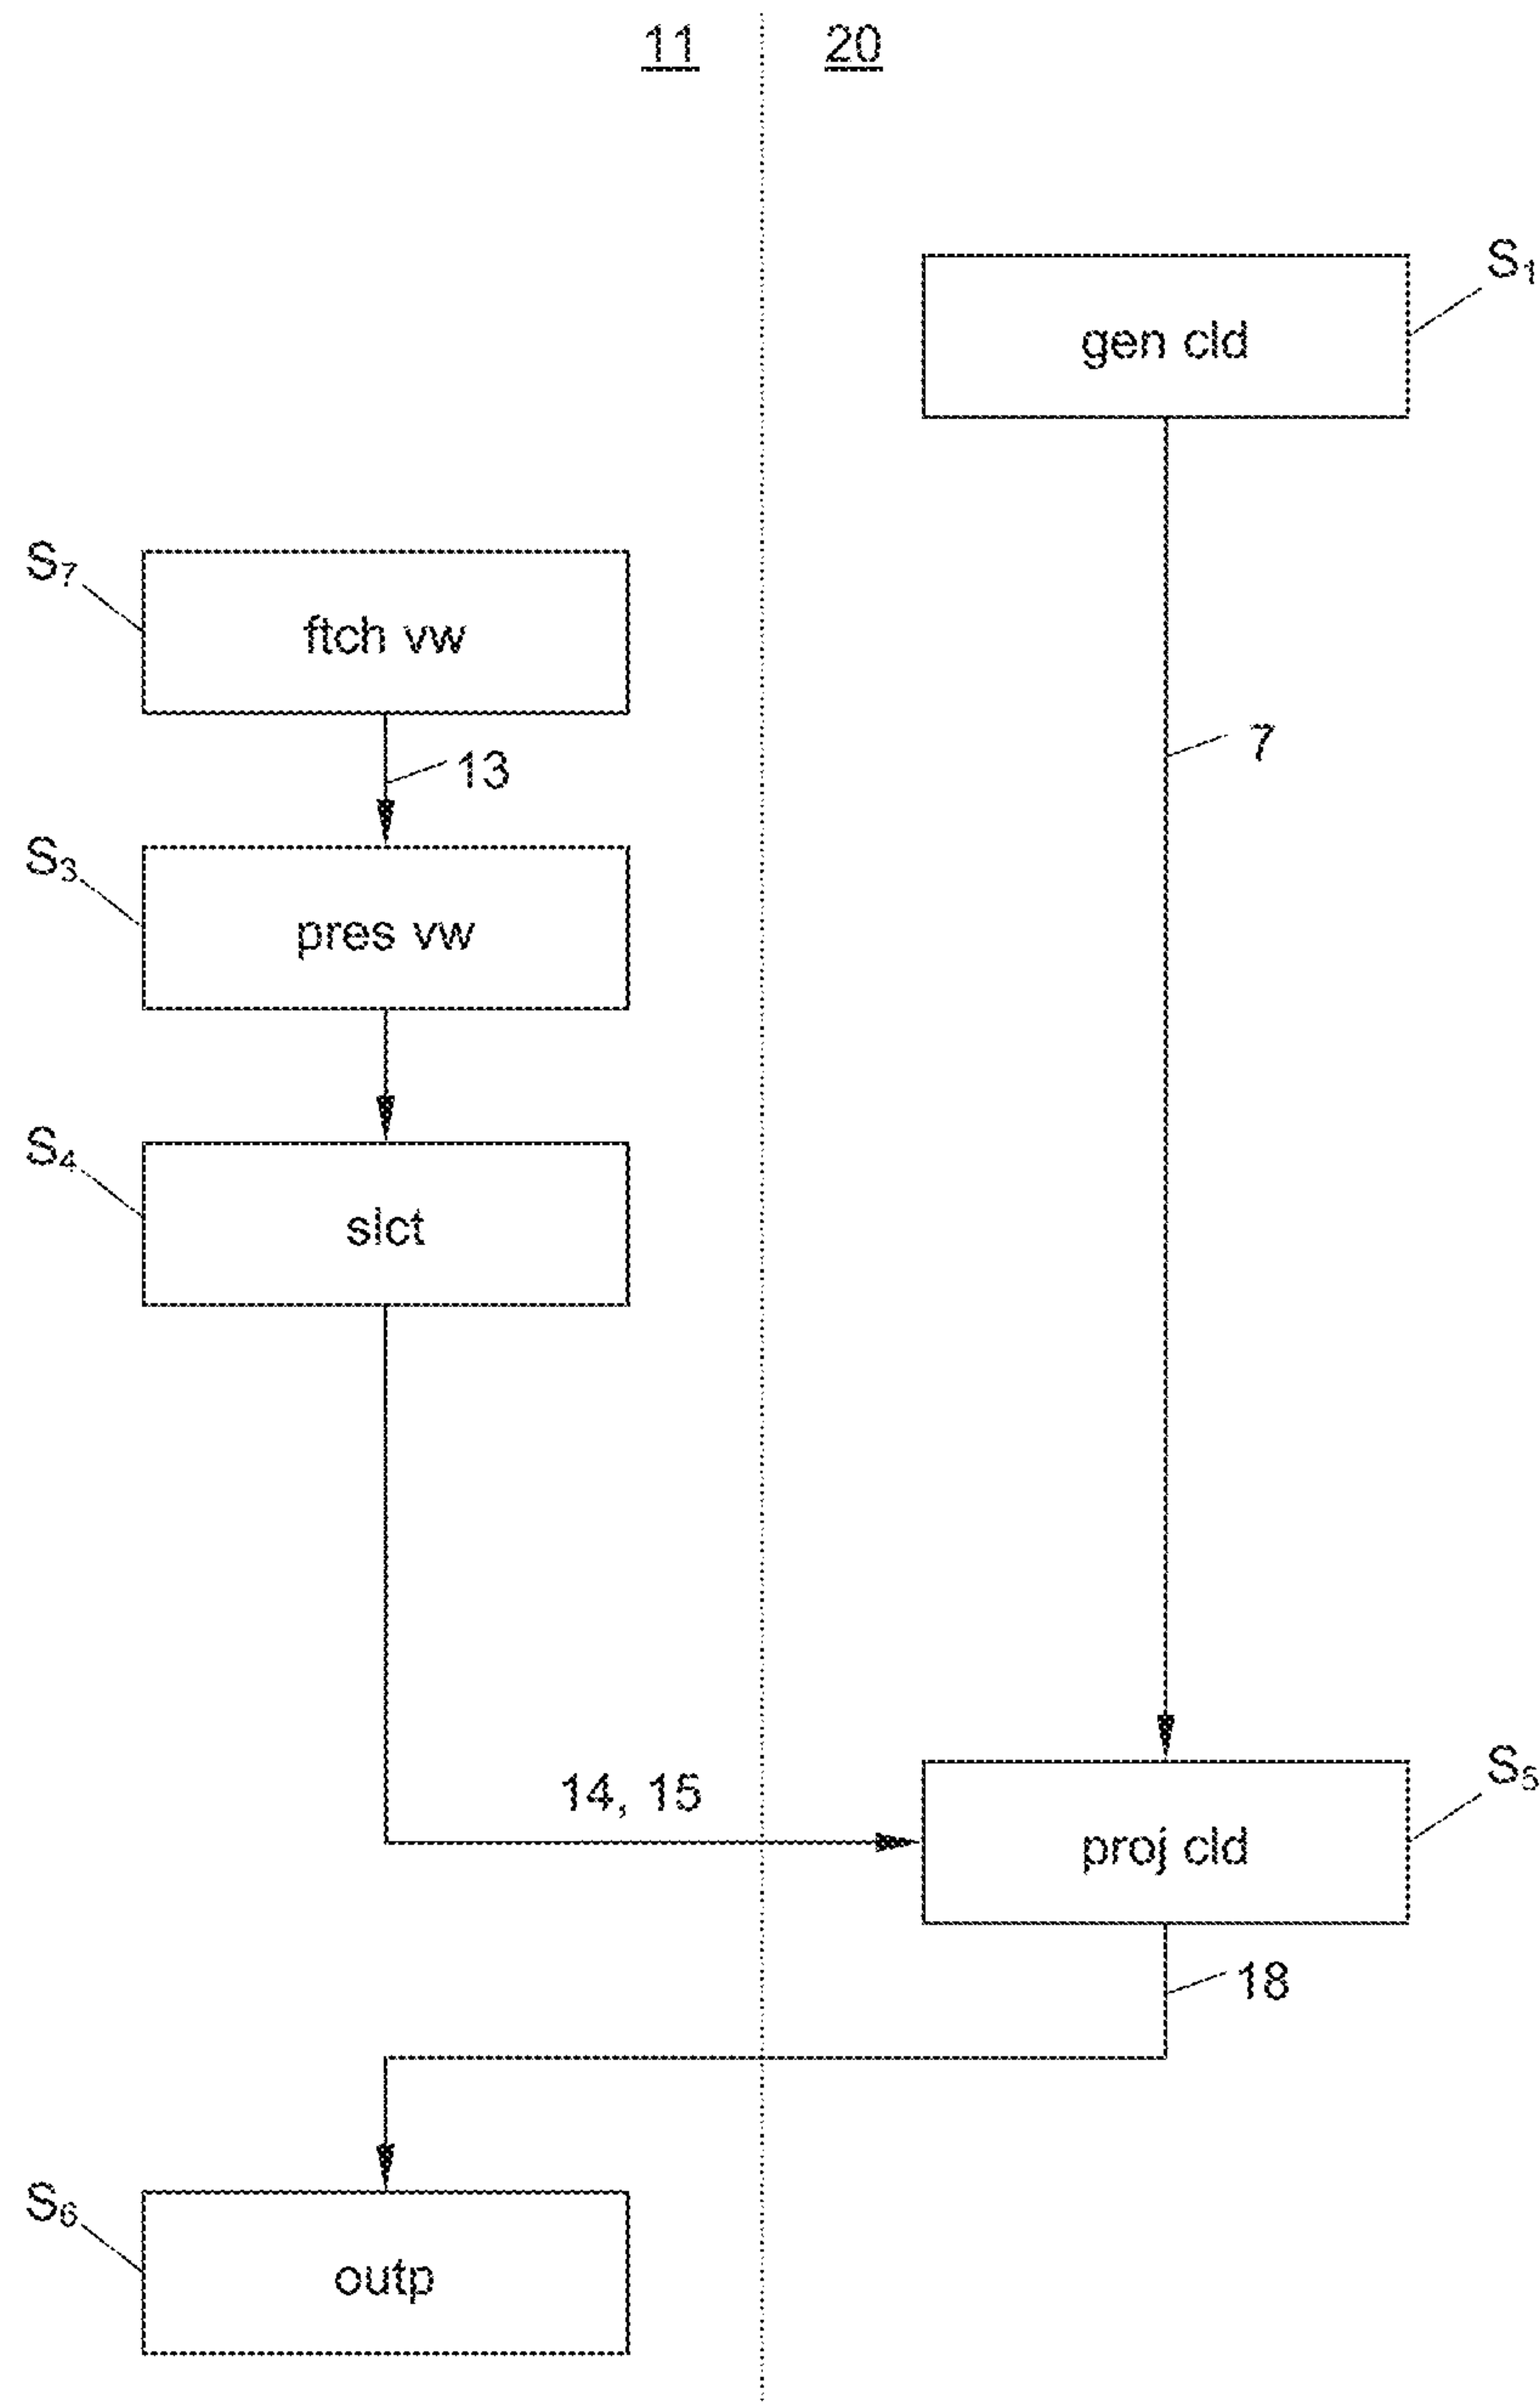 11 20
S1
gen cld
S7
ftch vw
7
13
S3
pres vw
S4
slct
14, 15
S5
proj cld
18
S6
outp